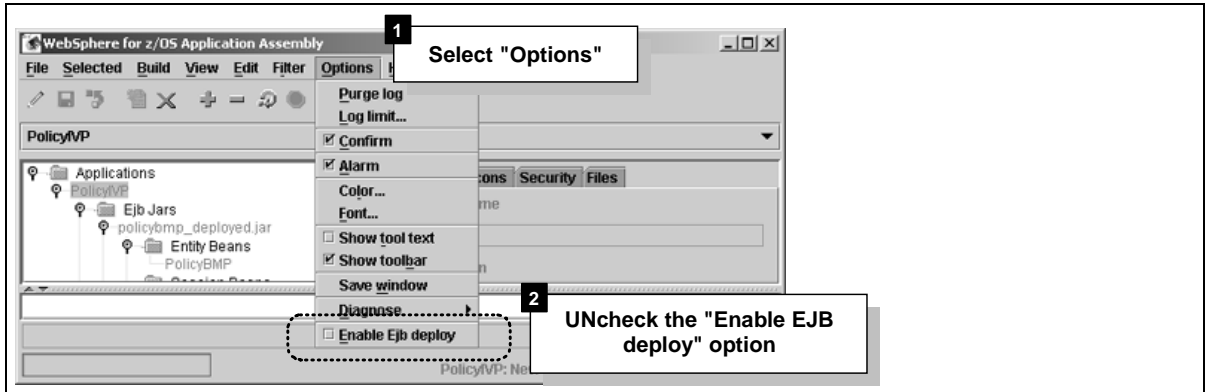 WebSphere for z/OS Application Assembly
1
Select "Options"
File Selected Build View Edit Filter Options
Purge log
Log limit...
PolicyIVP
Confirm
Alarm
Applications
PolicyIVP
Ejb Jars
policybmp_deployed.jar
Entity Beans
PolicyBMP
Security Files
Color...
Font...
Show tool text
Show toolbar
Save window
Diagnose
Enable Ejb deploy
2
UNcheck the "Enable EJB
deploy" option
PolicyIVP: